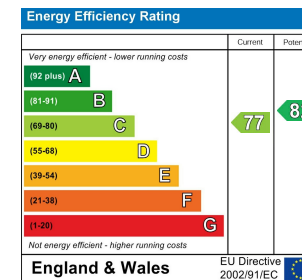 Energy Efficiency Rating
Current
Very energy efficient - lower running costs
(92 plus) A
(81-91) B
(69-80) C
77
(55-68) D
(39-54) E
(21-38) F
(1-20) G
Not energy efficient - higher running costs
England & Wales
EU Directive
2002/91/EC